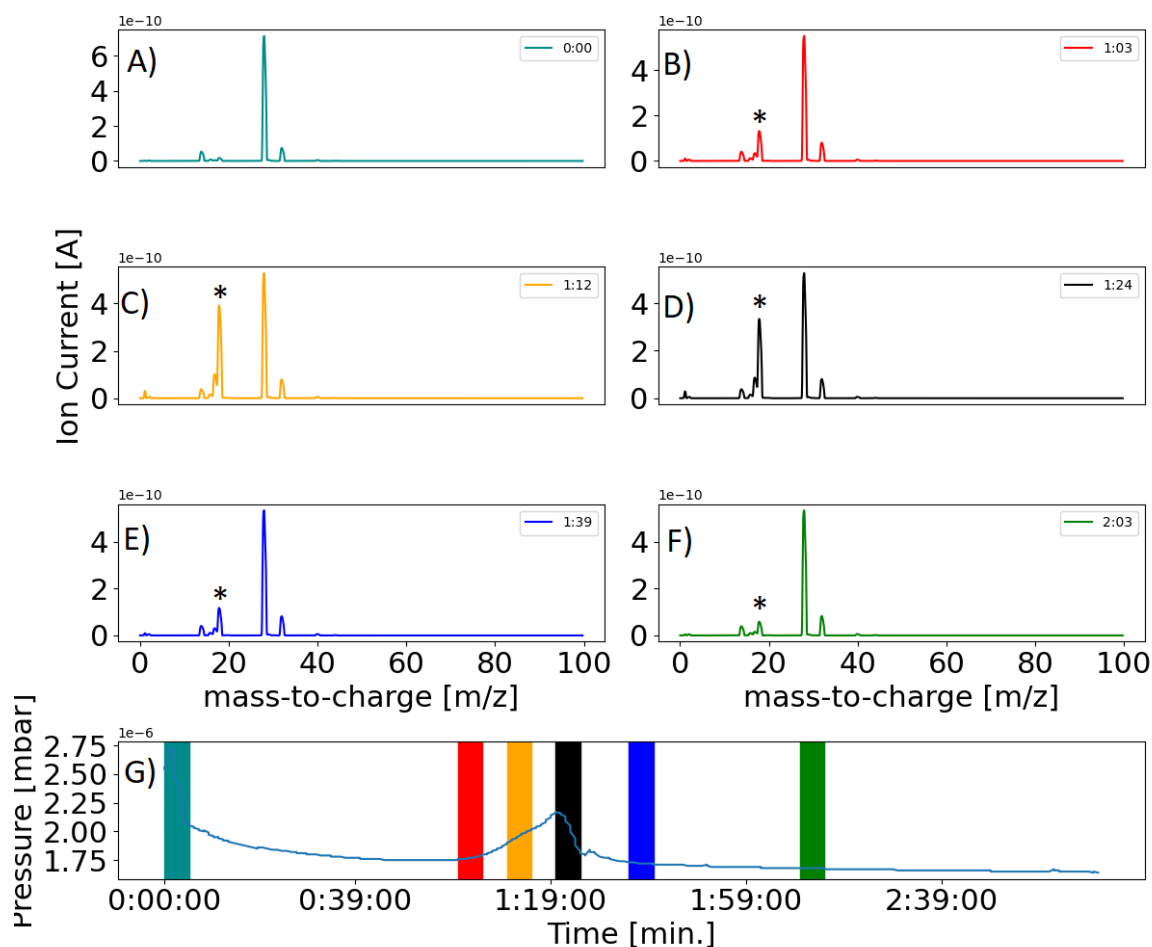 1e-10
1e-10
A)
0:00
B)
1:03
6
4
2
0
*
4
2
0
1e-10
1e-10
C)
1:12
D)
1:24
4
2
0
*
4
2
0
*
Ion Current [A]
1e-10
1e-10
E)
1:39
F)
2:03
4
2
0
*
4
2
0
*
0 20 40 60 80 100
0 20 40 60 80 100
mass-to-charge [m/z]
mass-to-charge [m/z]
1e-6
G)
2.75
2.50
2.25
2.00
1.75
Pressure [mbar]
0:00:00 0:39:00 1:19:00 1:59:00 2:39:00
Time [min.]